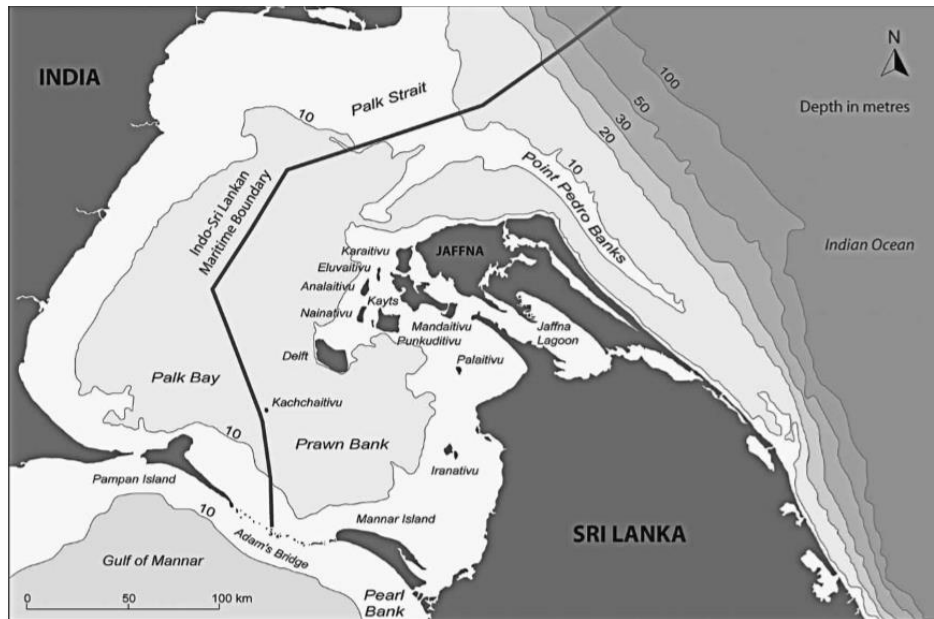 N
INDIA
100
Depth in metres
Palk Strait
50
10
30
20
10
Point Pedro Banks
Indo-Sri Lankan
Maritime Boundary
Indian Ocean
Karaitivu
JAFFNA
Eluvaitivu
Analaitivu
Kayts
Nainativu
Mandaitivu
Jaffna
Lagoon
Punkuditivu
Delft
Palaitivu
Palk Bay
Kachchaitivu
10
Prawn Bank
Iranativu
Pampan Island
10
Mannar Island
Adam's Bridge
SRI LANKA
Gulf of Mannar
Pearl
Bank
0 50 100 km